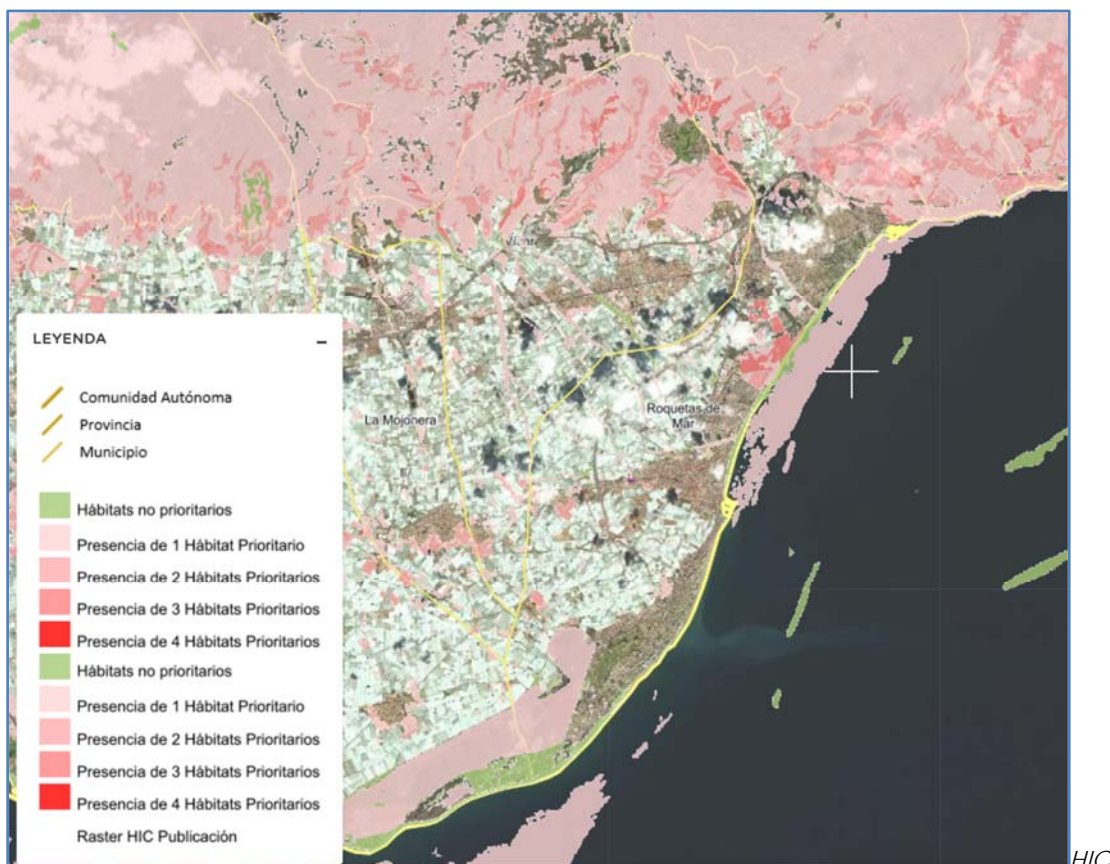 La Mojonera
Roquetas de
Mar
LEYENDA
Comunidad Autónoma
Provincia
Municipio
Hábitats no prioritarios
Presencia de 1 Hábitat Prioritario
Presencia de 2 Hábitats Prioritarios
Presencia de 3 Hábitats Prioritarios
Presencia de 4 Hábitats Prioritarios
Hábitats no prioritarios
Presencia de 1 Hábitat Prioritario
Presencia de 2 Hábitats Prioritarios
Presencia de 3 Hábitats Prioritarios
Presencia de 4 Hábitats Prioritarios
Raster HIC Publicación
HIC